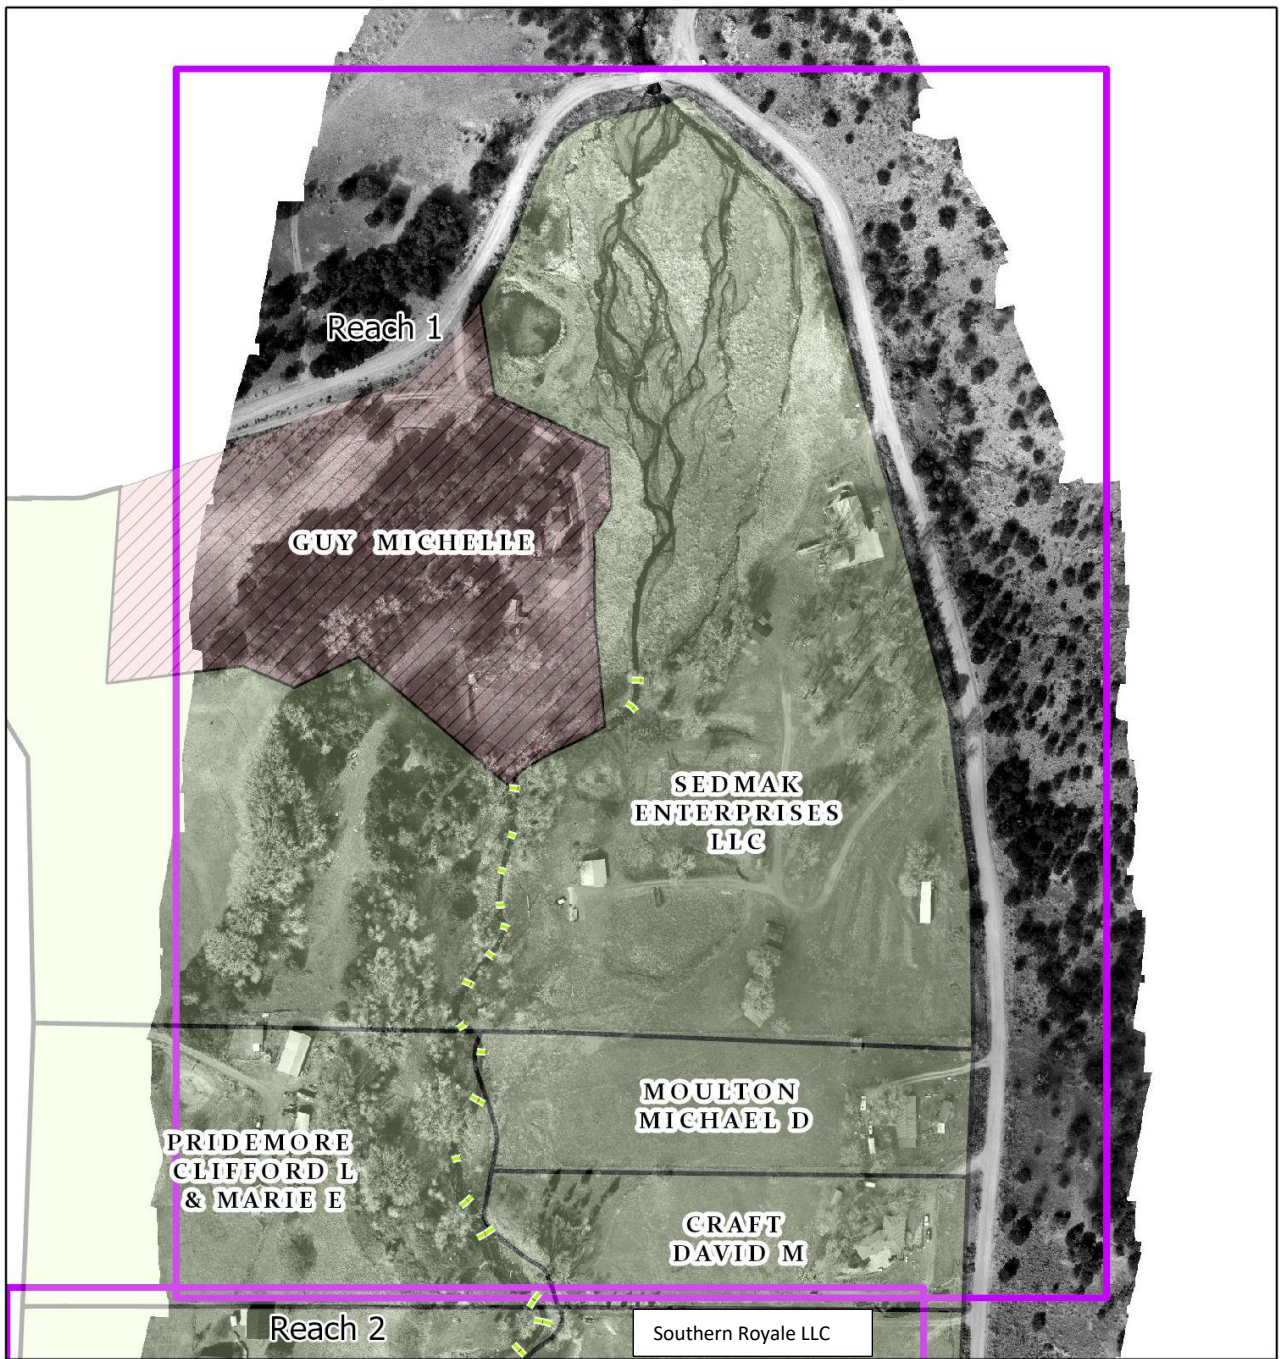 Reach 1
GUY MICHELLE
SEDMAK
ENTERPRISES
LLC
MOULTON
MICHAEL D
PRIDEMORE
CLIFFORD L
& MARIE E
CRAFT
DAVID M
Reach 2
Southern Royale LLC